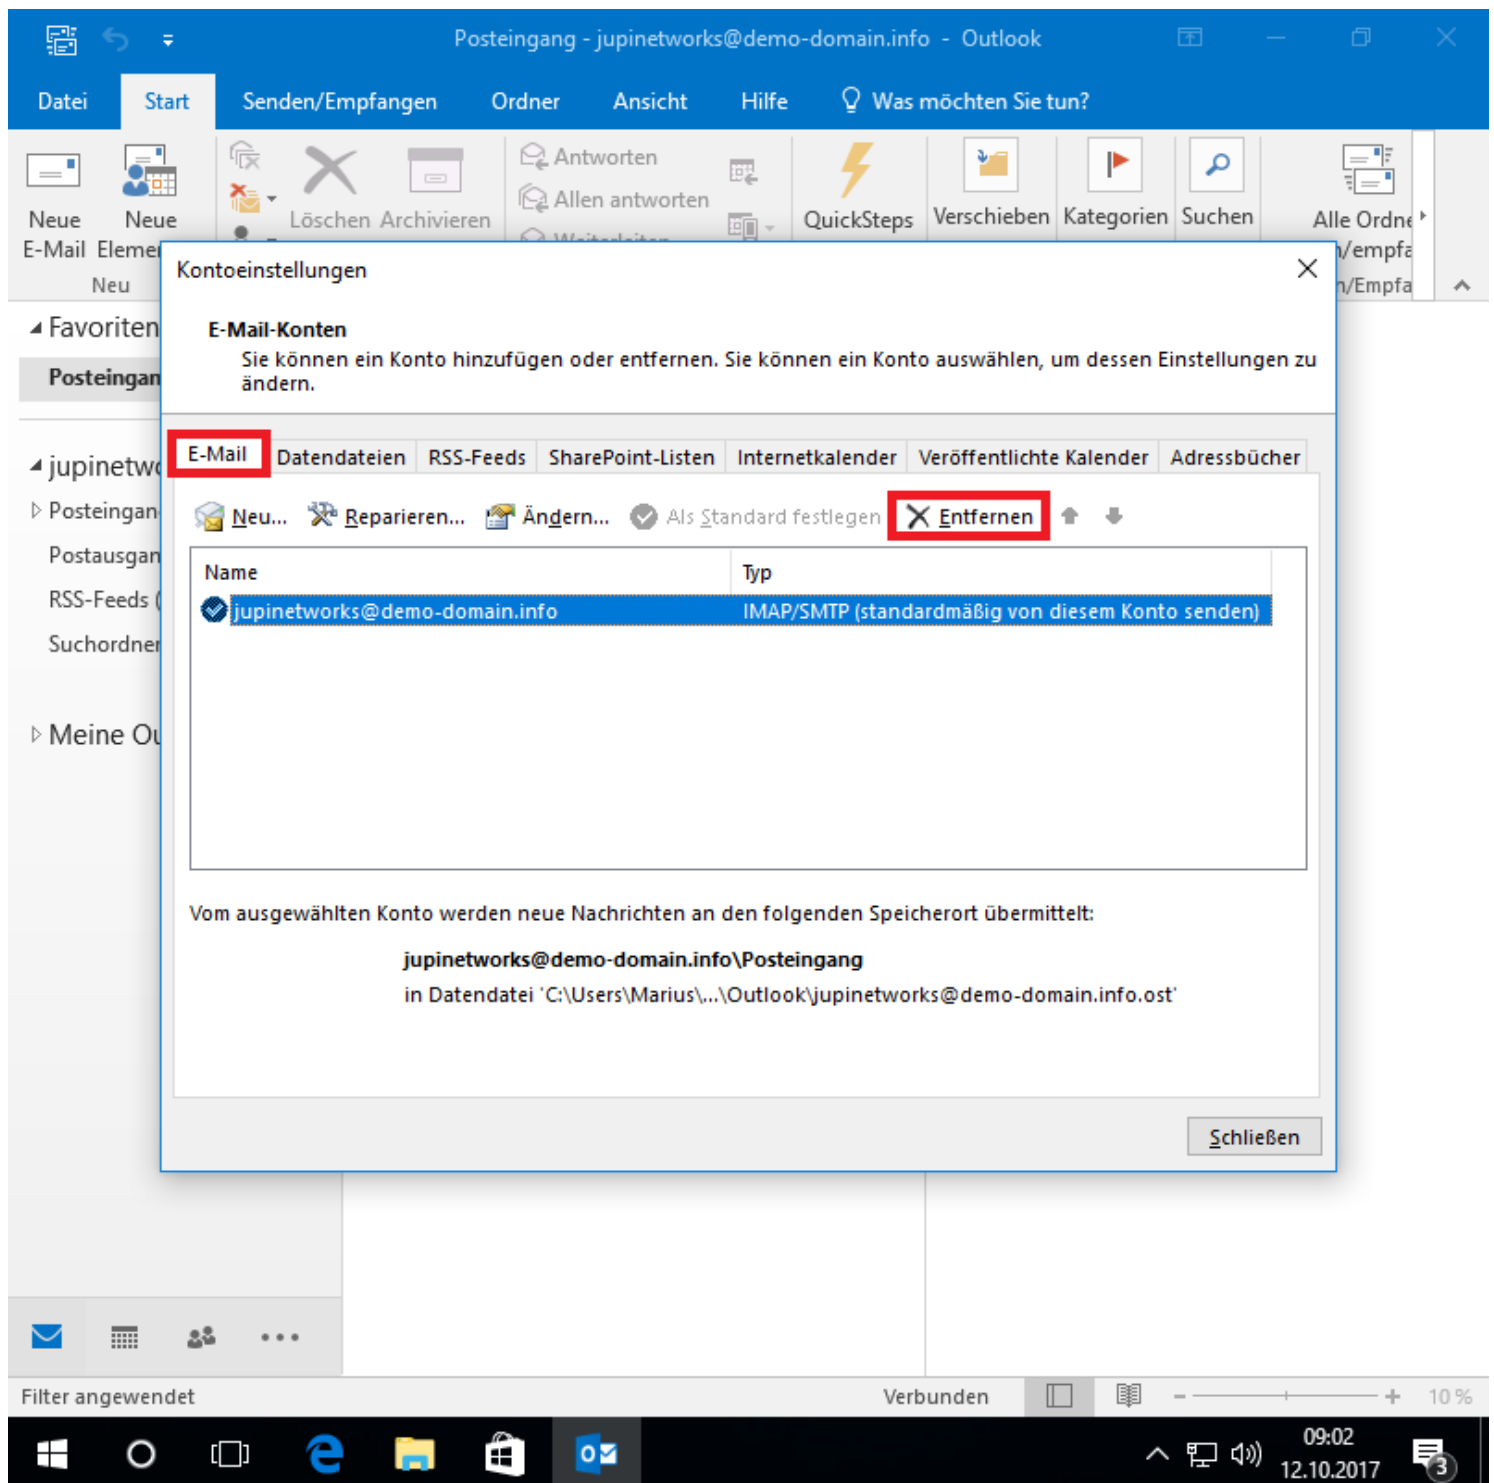 Posteingang - jupinetworks@demo-domain.info - Outlook
Datei Start Senden/Empfangen Ordner Ansicht Hilfe Was möchten Sie tun?
Neue
E-Mail
Neue
Löschen Archivieren
Antworten
Allen antworten
QuickSteps
Verschieben Kategorien Suchen
Neu
Kontoeinstellungen
E-Mail-Konten
Sie können ein Konto hinzufügen oder entfernen. Sie können ein Konto auswählen, um dessen Einstellungen zu
ändern.
E-Mail Datendateien RSS-Feeds SharePoint-Listen Internetkalender Veröffentlichte Kalender Adressbücher
Neu... Reparieren... Ändern... Als Standard festlegen Entfernen
Name Typ
jupinetworks@demo-domain.info IMAP/SMTP (standardmäßig von diesem Konto senden)
Vom ausgewählten Konto werden neue Nachrichten an den folgenden Speicherort übermittelt:
jupinetworks@demo-domain.info\Posteingang
in Datendatei 'C:\Users\Marius\...\Outlook\jupinetworks@demo-domain.info.ost'
Schließen
Favoriten
Posteingan
jupinetwo
Posteingan
Postausgan
RSS-Feeds (
Suchordner
Meine Ou
Alle Ordne
n/empfa
n/Empfa
Filter angewendet Verbunden 10 %
09:02
12.10.2017
3